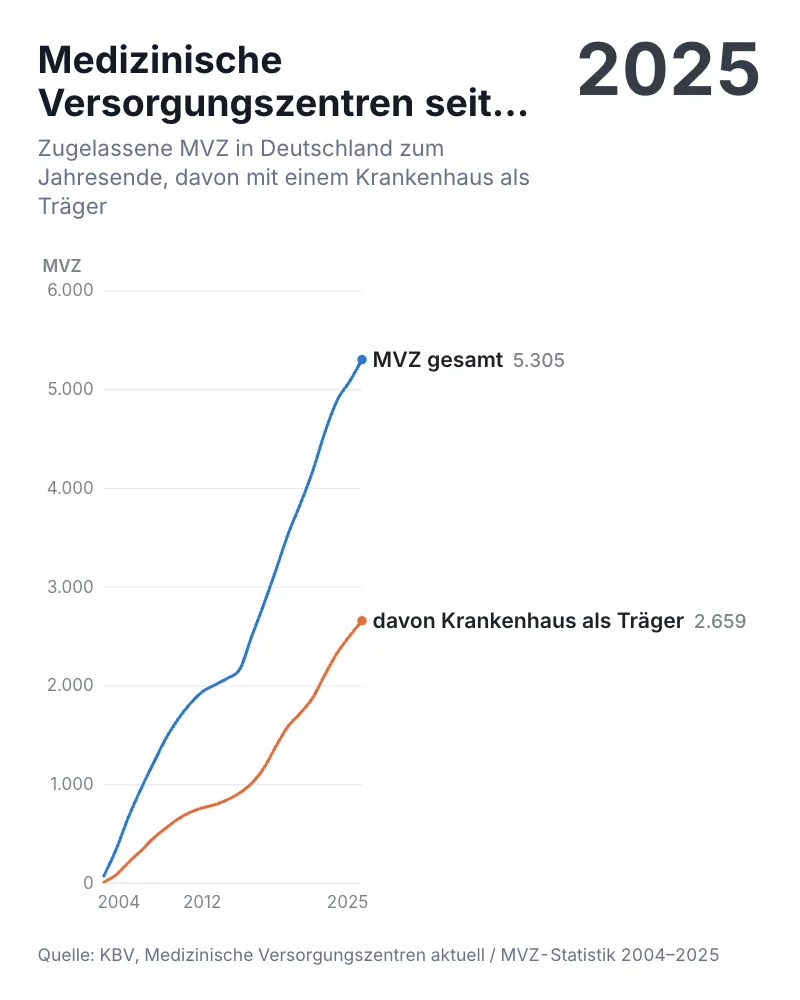 Medizinische
Versorgungszentren seit…
2025
Zugelassene MVZ in Deutschland zum
Jahresende, davon mit einem Krankenhaus als
Träger
MVZ
6.000
MVZ gesamt 5.305
5.000
4.000
3.000
davon Krankenhaus als Träger 2.659
2.000
1.000
0
2004 2012 2025
Quelle: KBV, Medizinische Versorgungszentren aktuell / MVZ-Statistik 2004–2025